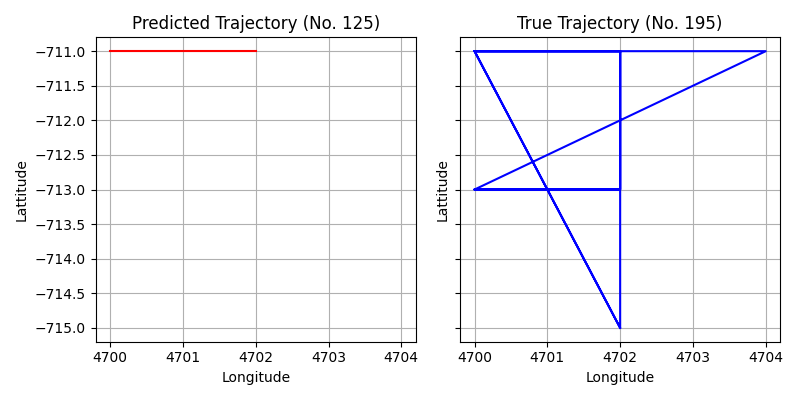 Predicted Trajectory (No. 125)
True Trajectory (No. 195)
−711.0
−711.5
−712.0
−712.5
−713.0
−713.5
−714.0
−714.5
−715.0
Lattitude
Lattitude
4700 4701 4702 4703 4704
4700 4701 4702 4703 4704
Longitude
Longitude